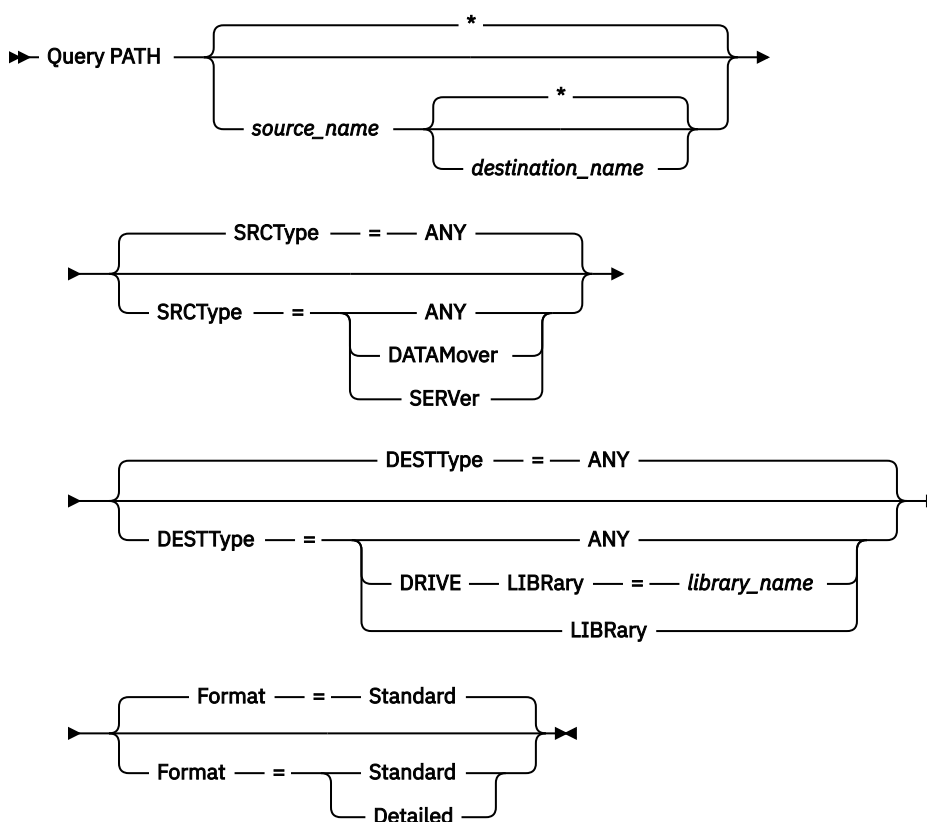 *
Query PATH
*
source_name
destination_name
SRCType = ANY
SRCType = ANY
DATAMover
SERVer
DESTType = ANY
DESTType = ANY
DRIVE LIBRary = library_name
LIBRary
Format = Standard
Format = Standard
Detailed